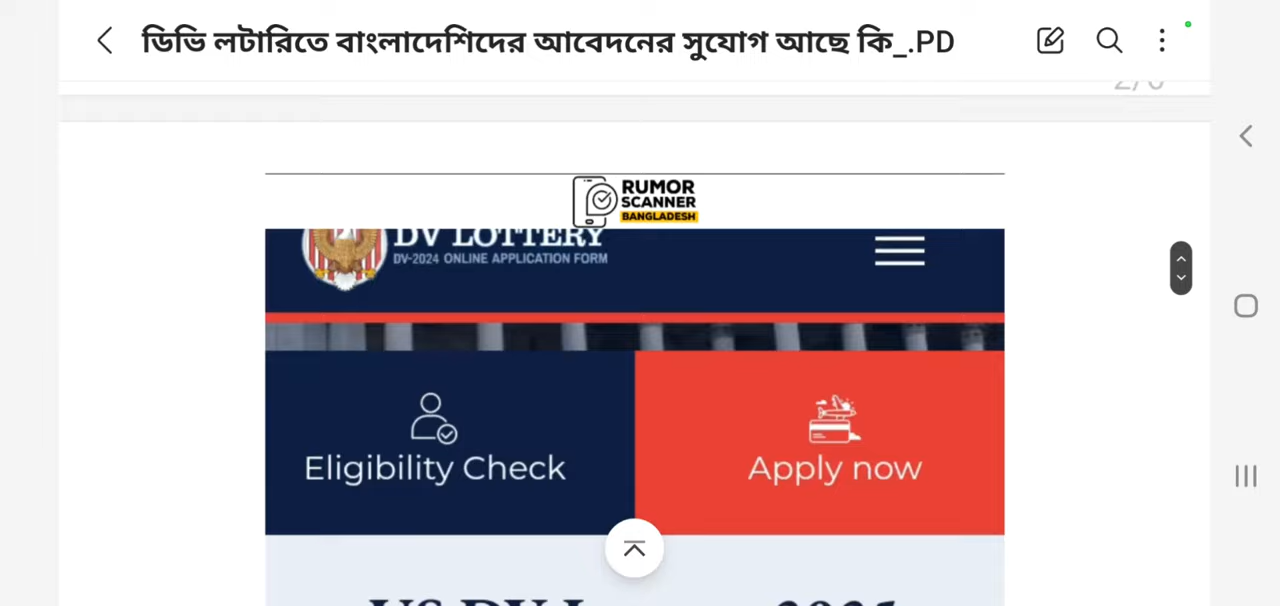 ডিভি লটারিতে বাংলাদেশিদের আবেদনের সুযোগ আছে কি_.PD
RUMOR
SCANNER
BANGLADESH
DV LOTTERY
DV-2024 ONLINE APPLICATION FORM
Eligibility Check
Apply now